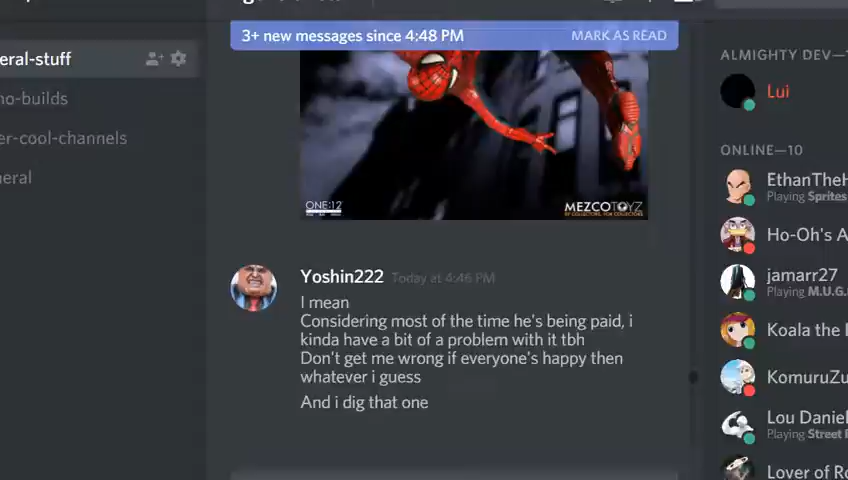 3+ new messages since 4:48 PM MARK AS READ
eral-stuff
no-builds
er-cool-channels
eral
ONE:12
MEZCOTOYZ
BY COLLECTORS, FOR COLLECTORS
Yoshin222 Today at 4:46 PM
I mean
Considering most of the time he's being paid, i
kinda have a bit of a problem with it tbh
Don't get me wrong if everyone's happy then
whatever i guess
And i dig that one
ALMIGHTY DEV—
Lui
ONLINE—10
EthanTheH
Playing Sprites
Ho-Oh's A
jamarr27
Playing M.U.G.
Koala the
KomuruZu
Lou Daniel
Playing Street
Lover of Ro